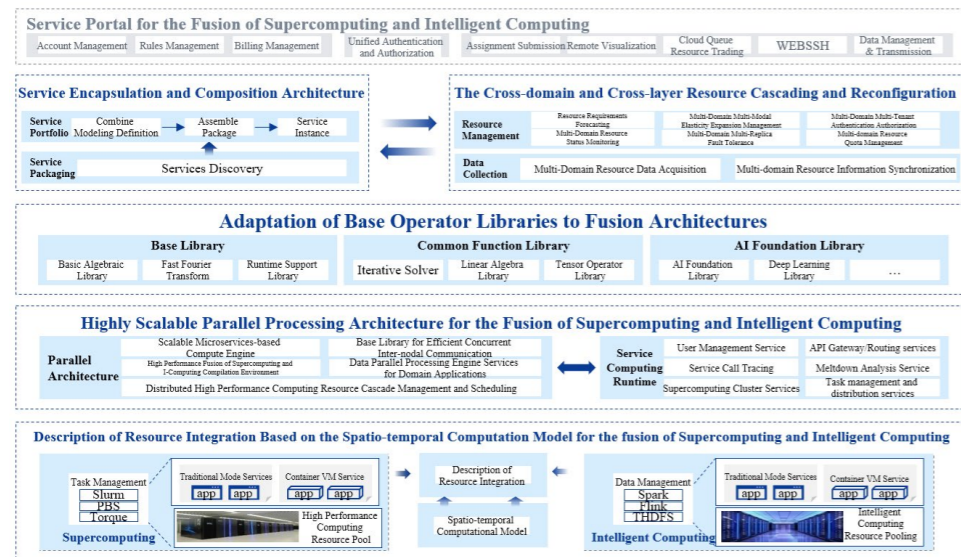 Service Portal for the Fusion of Supercomputing and Intelligent Computing
Account Management
Rules Management
Billing Management
Unified Authentication
and Authorization
Assignment Submission
Remote Visualization
Cloud Queue
Resource Trading
WEBSSH
Data Management
& Transmission
Service Encapsulation and Composition Architecture
Service
Portfolio
Combine
Modeling Definition
Assemble
Package
Service
Instance
Service
Packaging
Services Discovery
The Cross-domain and Cross-layer Resource Cascading and Reconfiguration
Resource
Management
Resource Requirements
Forecasting
Multi-Domain Resource
Status Monitoring
Multi-Domain Multi-Modal
Elasticity Expansion Management
Multi-Domain Multi-Replica
Fault Tolerance
Multi-Domain Multi-Tenant
Authentication Authorization
Multi-domain Resource
Quota Management
Data
Collection
Multi-Domain Resource Data Acquisition
Multi-domain Resource Information Synchronization
Adaptation of Base Operator Libraries to Fusion Architectures
Base Library
Basic Algebraic
Library
Fast Fourier
Transform
Runtime Support
Library
Common Function Library
Iterative Solver
Linear Algebra
Library
Tensor Operator
Library
AI Foundation Library
AI Foundation
Library
Deep Learning
Library
...
Highly Scalable Parallel Processing Architecture for the Fusion of Supercomputing and Intelligent Computing
Parallel
Architecture
Scalable Microservices-based
Compute Engine
Base Library for Efficient Concurrent
Inter-nodal Communication
High Performance Fusion of Supercomputing and
I-Computing Compilation Environment
Data Parallel Processing Engine Services
for Domain Applications
Distributed High Performance Computing Resource Cascade Management and Scheduling
Service
Computing
Runtime
User Management Service
API Gateway/Routing services
Service Call Tracing
Meltdown Analysis Service
Supercomputing Cluster Services
Task management and
distribution services
Description of Resource Integration Based on the Spatio-temporal Computation Model for the fusion of Supercomputing and Intelligent Computing
Task Management
Slurm
PBS
Torque
Supercomputing
Traditional Mode Services
app
app
Container VM Service
app
app
High Performance
Computing
Resource Pool
Description of
Resource Integration
Spatio-temporal
Computational Model
Data Management
Spark
Flink
THDFS
Intelligent Computing
Traditional Mode Services
app
app
Container VM Service
app
app
Intelligent
Computing
Resource Pooling